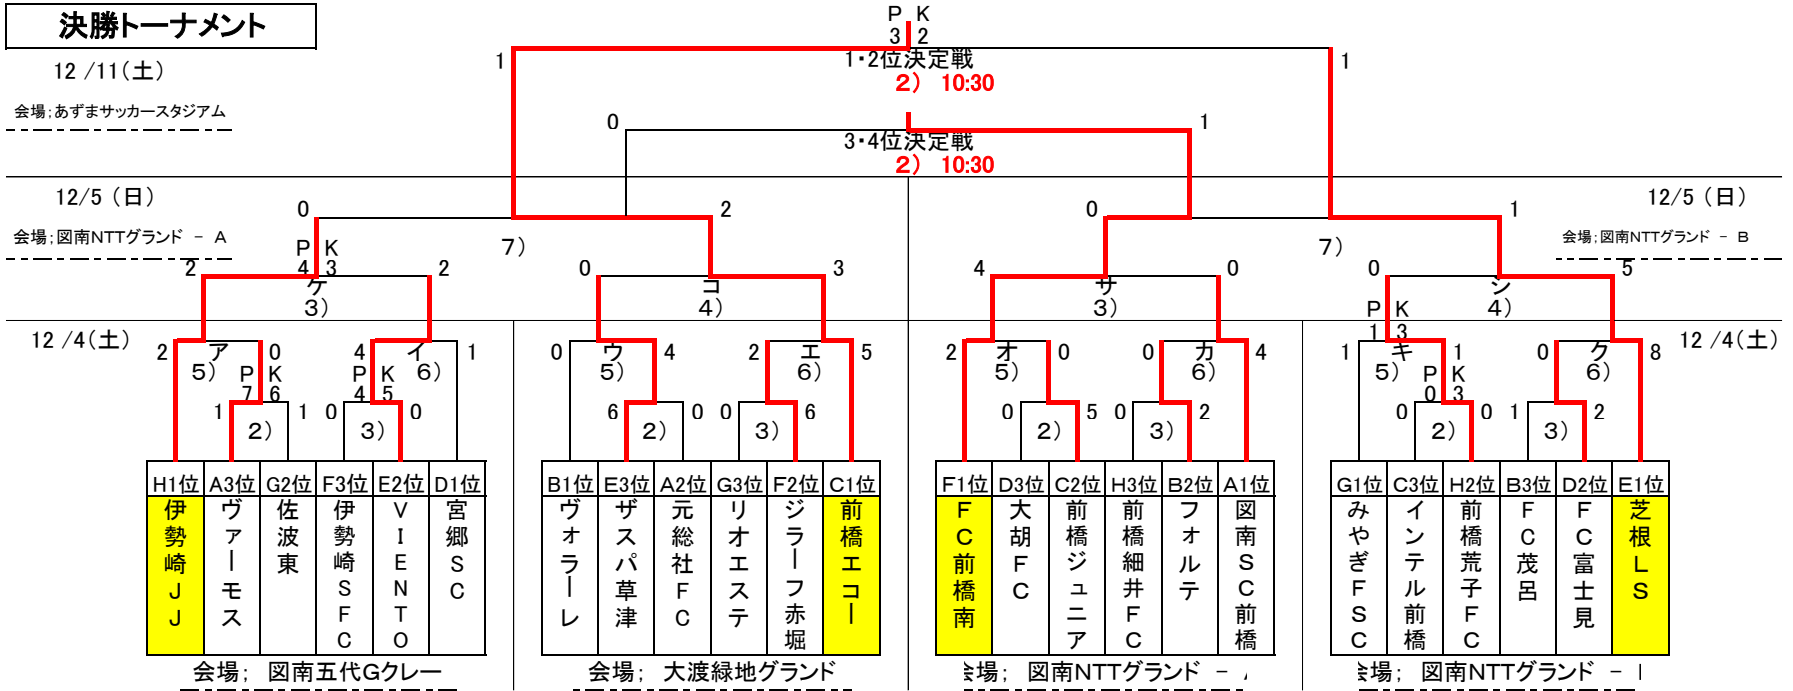 決勝トーナメント
P K
3 2
12 /11(土)
1 1・2位決定戦 1
2) 10:30
会場;あずまサッカースタジアム
0 1
3・4位決定戦
2) 10:30
12/5 (日) 12/5 (日)
0 2 0 1
会場;図南NTTグランド － A 7) 7) 会場;図南NTTグランド － B
P K
4 3
2 2 0 3 4 0 0 5
ケ コ サ シ
3) 4) 3) 4)
P K
1 3
12 /4(土) 12 /4(土)
2 ア 0 4 イ 1 0 ウ 4 2 エ 5 2 オ 0 0 カ 4 1 キ 1 0 ク 8
5) 6) 5) 6) 5) 6) 5) 6)
P K P K P K
7 6 4 5 0 3
1 1 0 0 6 0 0 6 0 5 0 2 0 0 1 2
2) 3) 2) 3) 2) 3) 2) 3)
H1位 A3位 G2位 F3位 E2位 D1位 B1位 E3位 A2位 G3位 F2位 C1位 F1位 D3位 C2位 H3位 B2位 A1位 G1位 C3位 H2位 B3位 D2位 E1位
伊勢崎JJ
ヴァーモス
佐波東
伊勢崎SFC
VIENTO
宮郷SC
ヴォラーレ
ザスパ草津
元総社FC
リオエステ
ジラーフ赤堀
前橋エコー
FC前橋南
大胡FC
前橋ジュニア
前橋細井FC
フォルテ
図南SC前橋
みやぎFSC
インテル前橋
前橋荒子FC
FC茂呂
FC富士見
芝根LS
会場; 図南五代Gクレー 会場; 大渡緑地グランド 会場; 図南NTTグランド － 会場; 図南NTTグランド －